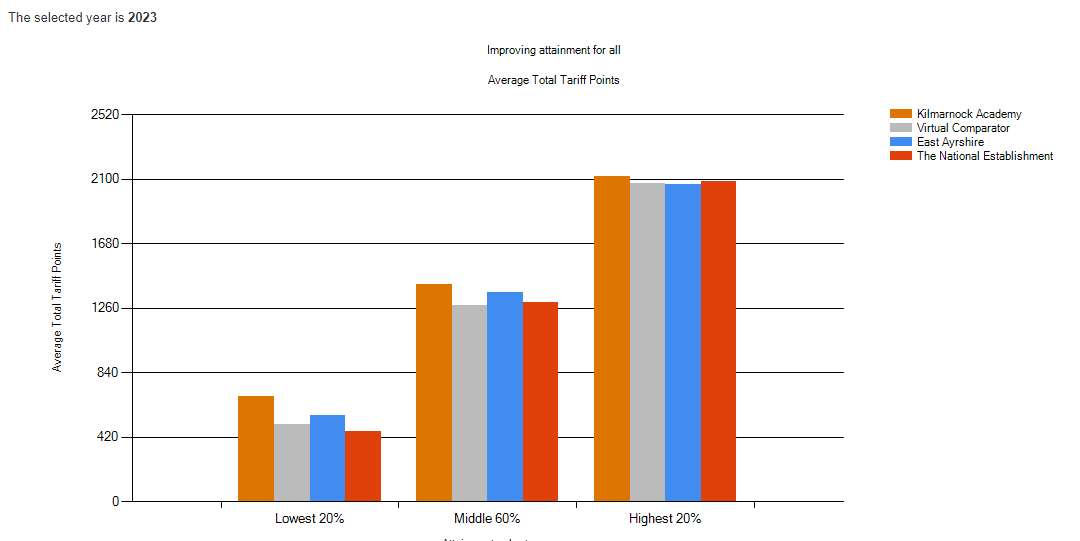 The selected year is 2023
Improving attainment for all
Average Total Tariff Points
Kilmarnock Academy
Virtual Comparator
East Ayrshire
The National Establishment
Average Total Tariff Points
2520
2100
1680
1260
840
420
0
Lowest 20%
Middle 60%
Highest 20%